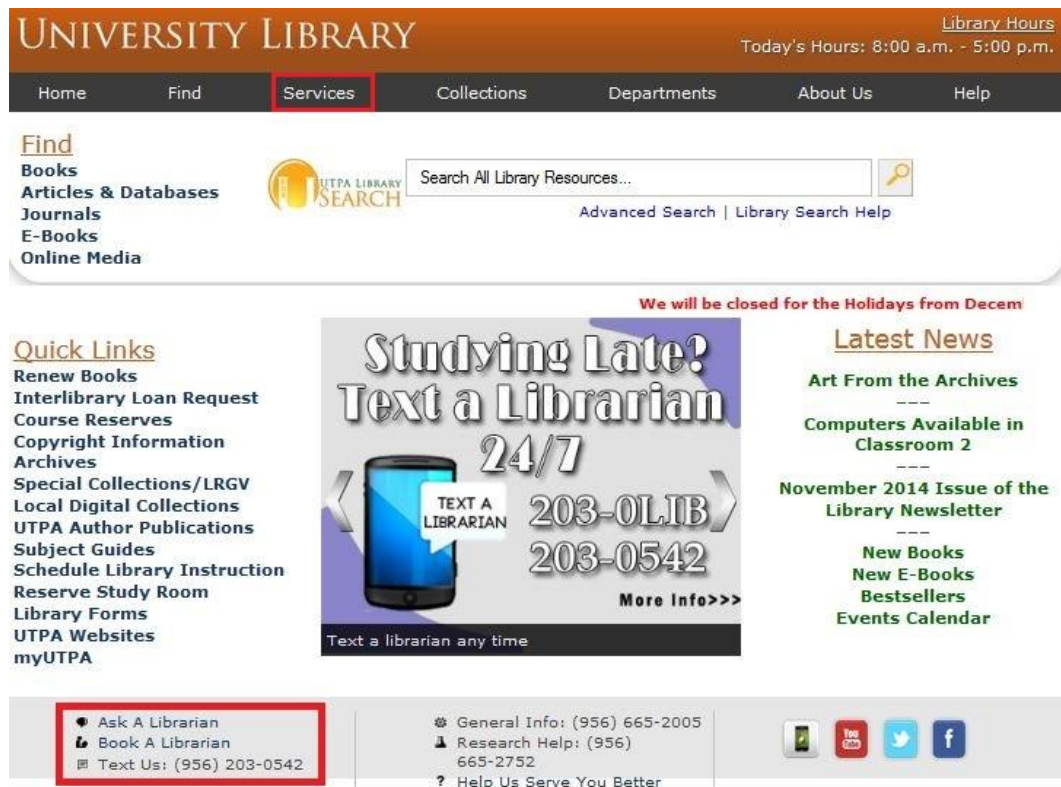 UNIVERSITY LIBRARY
Library Hours
Today's Hours: 8:00 a.m. - 5:00 p.m.
Home Find Services Collections Departments About Us Help
Find
Books
Articles & Databases
Journals
E-Books
Online Media
UTPA LIBRARY
SEARCH
Search All Library Resources...
Advanced Search | Library Search Help
We will be closed for the Holidays from Decem
Quick Links
Renew Books
Interlibrary Loan Request
Course Reserves
Copyright Information
Archives
Special Collections/LRGV
Local Digital Collections
UTPA Author Publications
Subject Guides
Schedule Library Instruction
Reserve Study Room
Library Forms
UTPA Websites
myUTPA
Studying Late?
Text a Librarian
24/7
TEXT A
LIBRARIAN
203-0LIB
203-0542
More Info>>>
Text a librarian any time
Latest News
Art From the Archives
---
Computers Available in
Classroom 2
---
November 2014 Issue of the
Library Newsletter
---
New Books
New E-Books
Bestsellers
Events Calendar
Ask A Librarian
Book A Librarian
Text Us: (956) 203-0542
General Info: (956) 665-2005
Research Help: (956)
665-2752
? Help Us Serve You Better
You
Tube
f